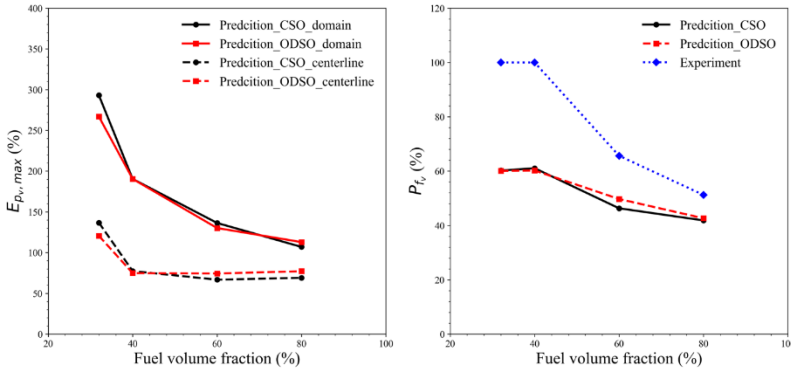 400
350
300
250
200
150
100
50
0
20
40
60
80
100
E_{p_v}, max (%)
Fuel volume fraction (%)
Predcition_CSO_domain
Predcition_ODSO_domain
Predcition_CSO_centerline
Predcition_ODSO_centerline
120
100
80
60
40
20
0
20
40
60
80
10
P_{f_v} (%)
Fuel volume fraction (%)
Predcition_CSO
Predcition_ODSO
Experiment